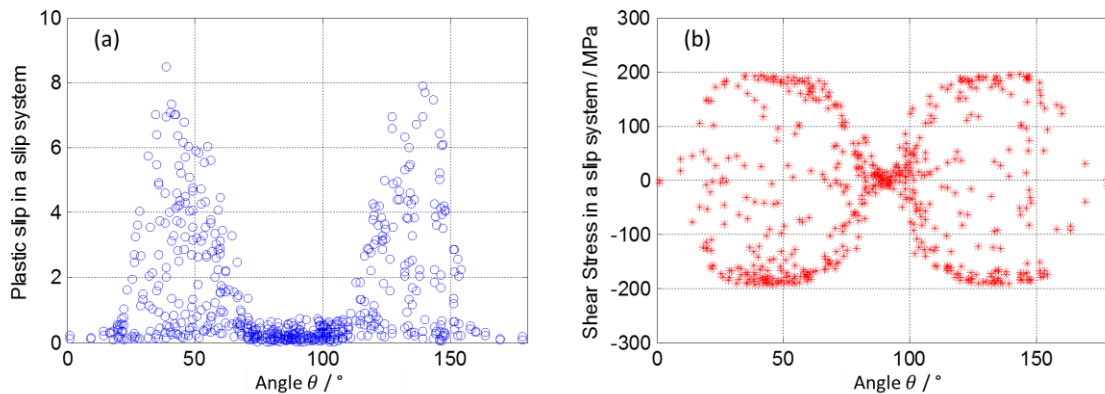 (a)
Plastic slip in a slip system
10
8
6
4
2
0
0 50 100 150
Angle θ / °
(b)
Shear Stress in a slip system / MPa
300
200
100
0
-100
-200
-300
0 50 100 150
Angle θ / °